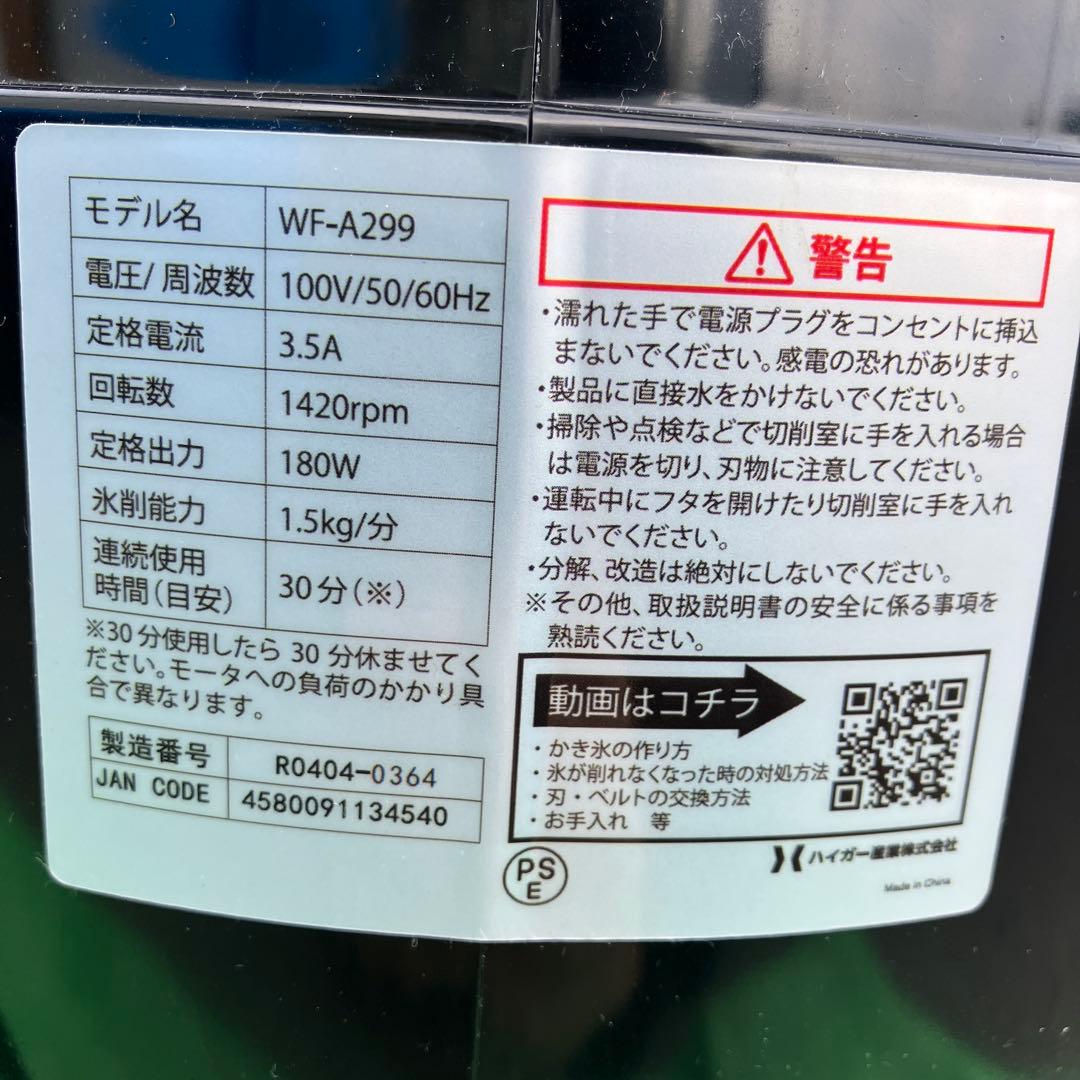 モデル名 WF-A299
電圧/周波数 100V/50/60Hz
定格電流 3.5A
回転数 1420rpm
定格出力 180W
氷削能力 1.5kg/分
連続使用
時間(目安) 30分(※)
※30分使用したら30分休ませてく
ださい。モータへの負荷のかかり具
合で異なります。
製造番号 R0404-0364
JAN CODE 4580091134540
警告
・濡れた手で電源プラグをコンセントに挿込
まないでください。感電の恐れがあります。
・製品に直接水をかけないでください。
・掃除や点検などで切削室に手を入れる場合
は電源を切り、刃物に注意してください。
・運転中にフタを開けたり切削室に手を入れ
ないでください。
・分解、改造は絶対にしないでください。
※その他、取扱説明書の安全に係る事項を
熟読ください。
動画はコチラ
・かき氷の作り方
・氷が削れなくなった時の対処方法
・刃・ベルトの交換方法
・お手入れ 等
PS
E
ハイガー産業株式会社
Made in China